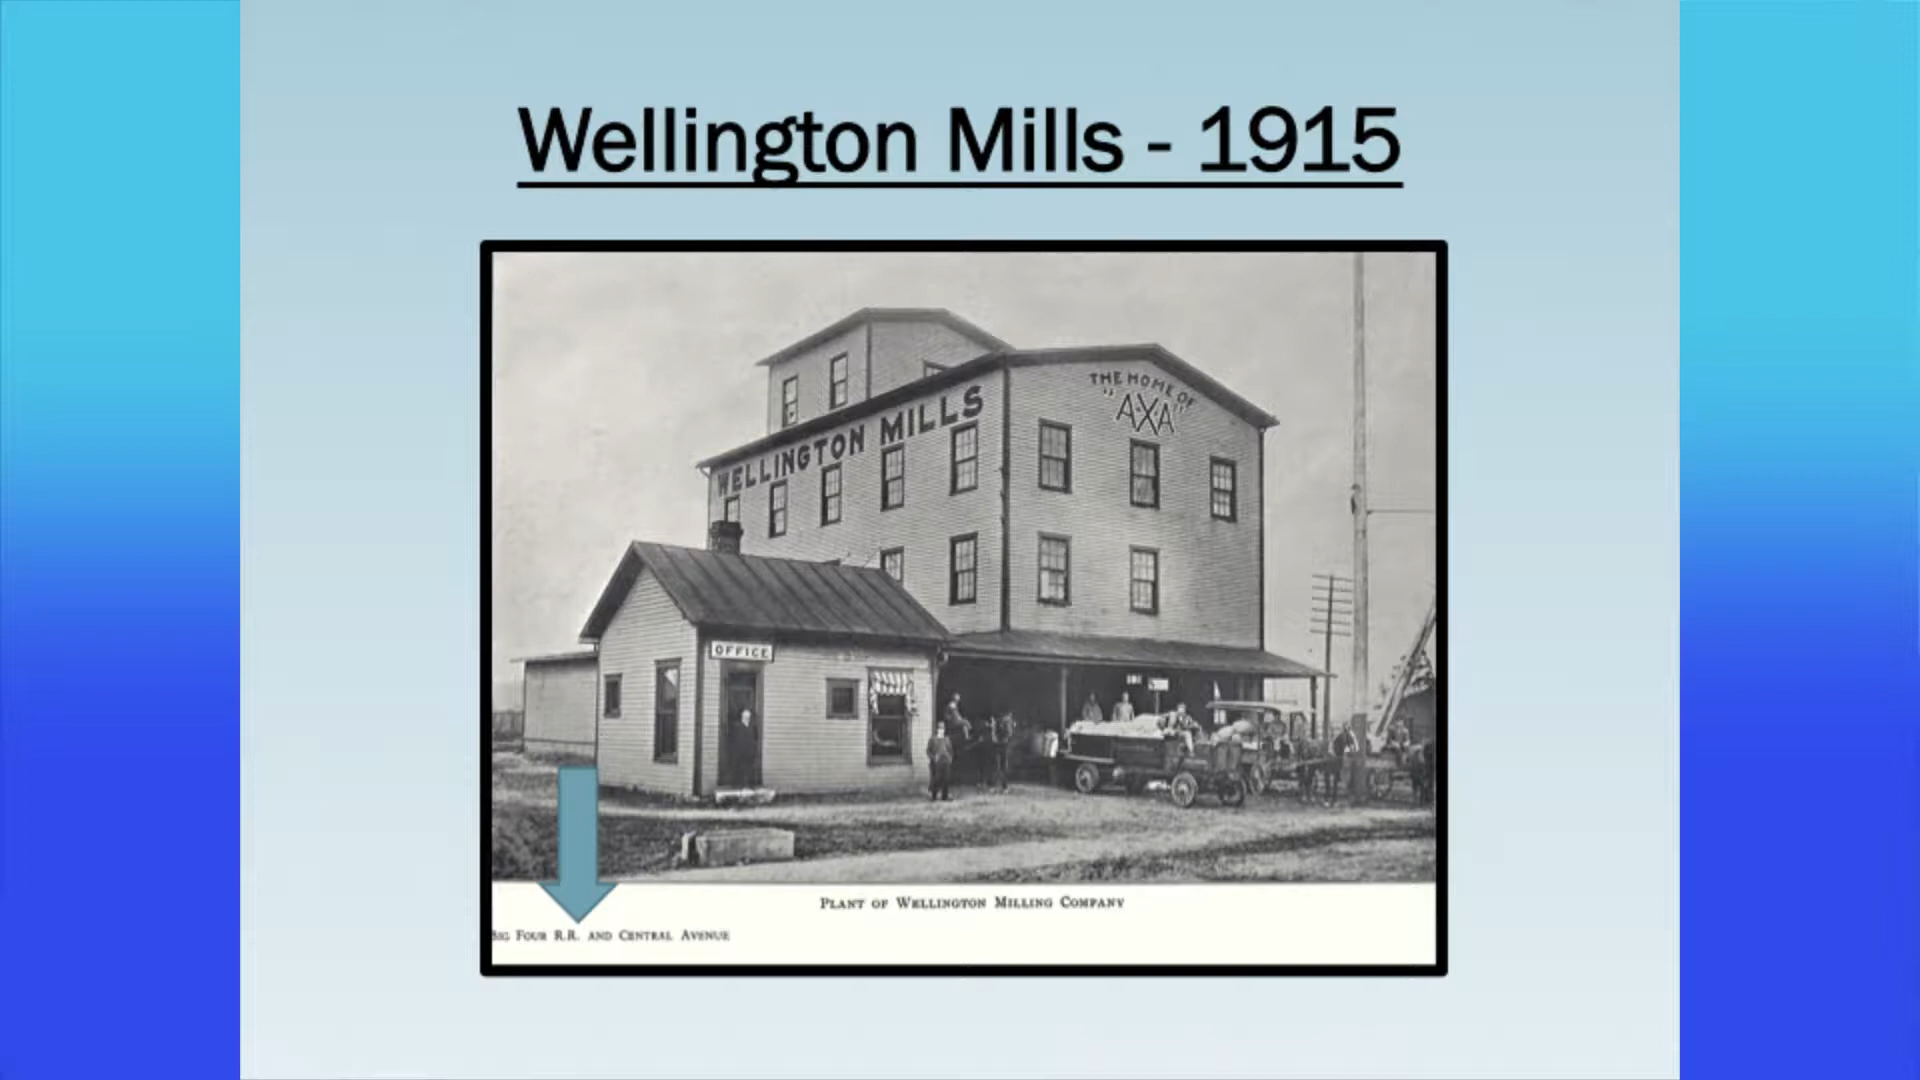 Wellington Mills - 1915
THE HOME OF
"AXA"
WELLINGTON MILLS
OFFICE
PLANT OF WELLINGTON MILLING COMPANY
BIG FOUR R.R. AND CENTRAL AVENUE